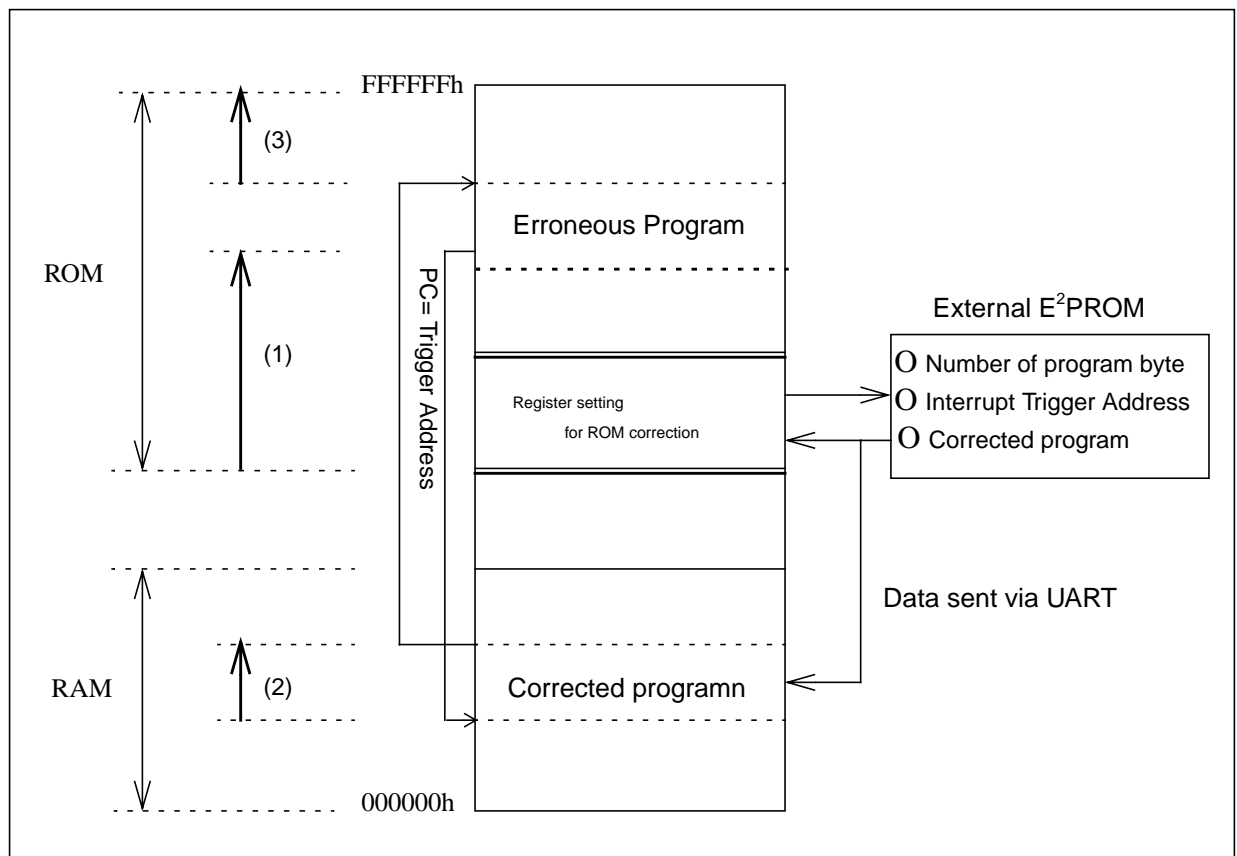 FFFFFFh
(3)
Erroneous Program
ROM
PC= Trigger Address
(1)
External E²PROM
O Number of program byte
O Interrupt Trigger Address
O Corrected program
Register setting
for ROM correction
Data sent via UART
RAM
(2)
Corrected programn
000000h